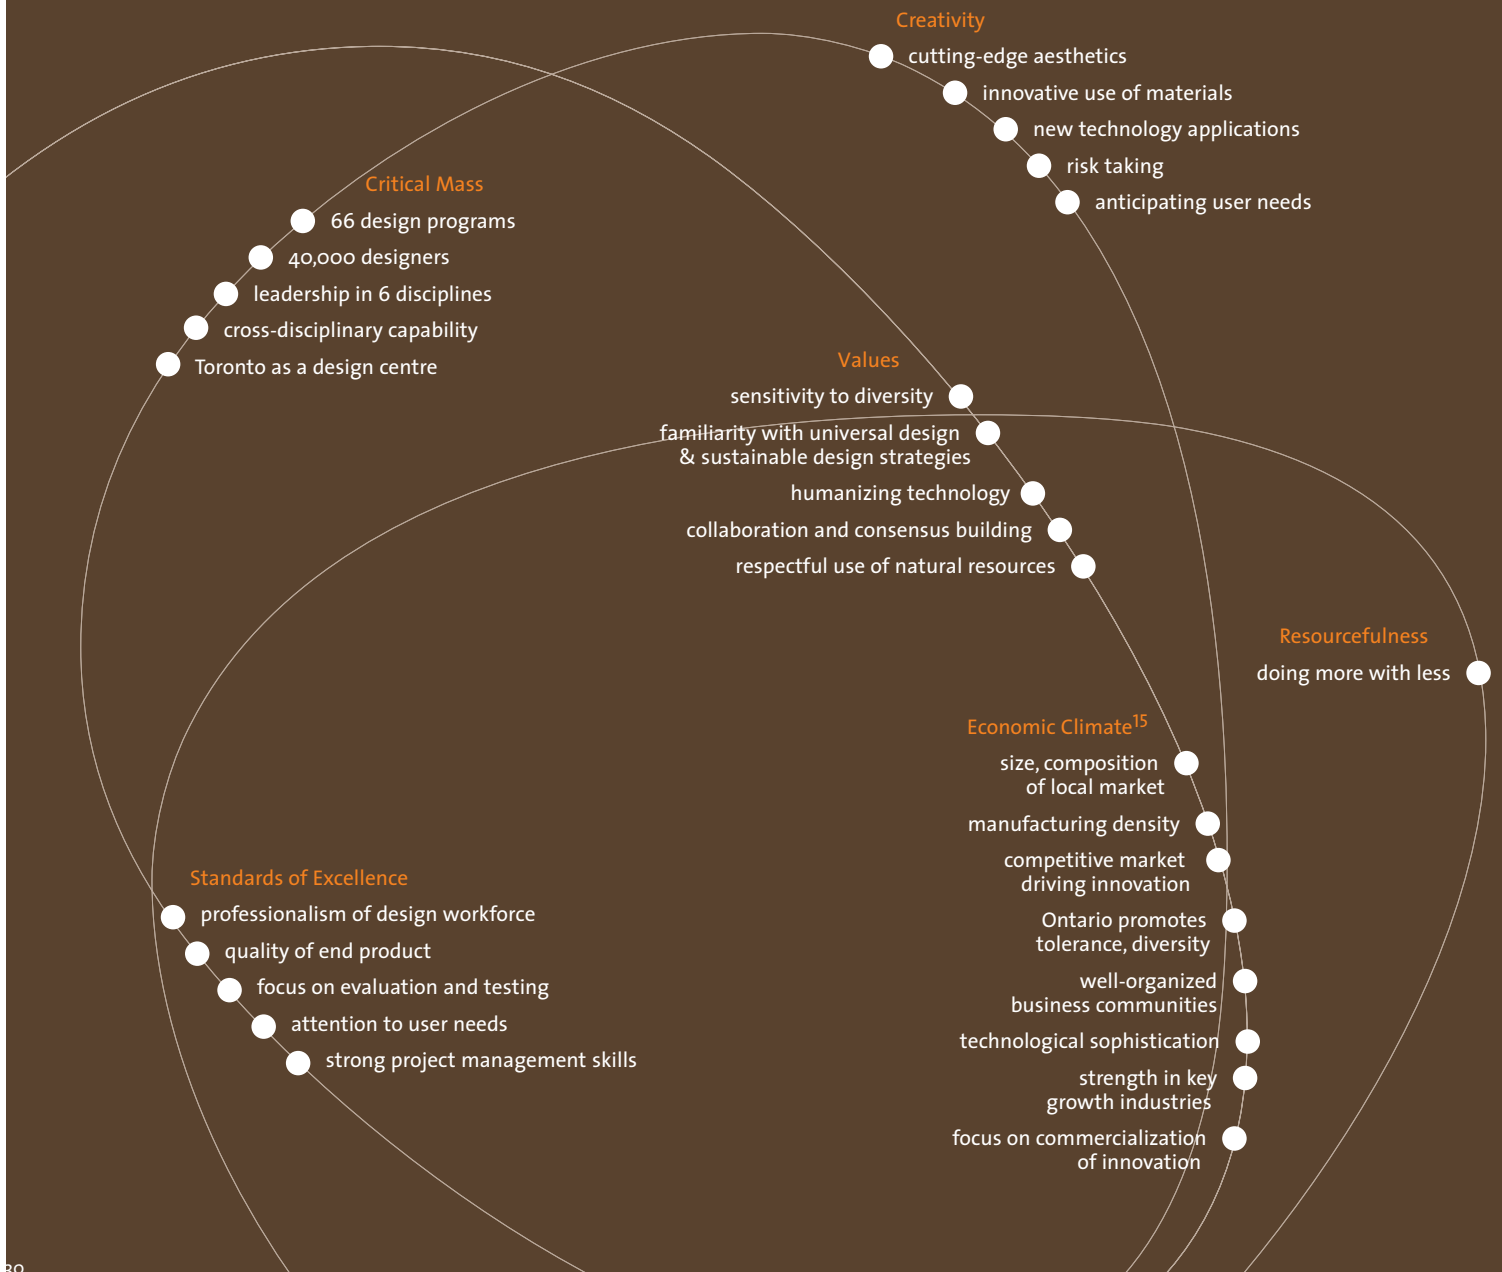 Creativity
cutting-edge aesthetics
innovative use of materials
new technology applications
risk taking
anticipating user needs
Critical Mass
66 design programs
40,000 designers
leadership in 6 disciplines
cross-disciplinary capability
Toronto as a design centre
Values
sensitivity to diversity
familiarity with universal design
& sustainable design strategies
humanizing technology
collaboration and consensus building
respectful use of natural resources
Resourcefulness
doing more with less
Economic Climate15
size, composition
of local market
manufacturing density
competitive market
driving innovation
Ontario promotes
tolerance, diversity
well-organized
business communities
technological sophistication
strength in key
growth industries
focus on commercialization
of innovation
Standards of Excellence
professionalism of design workforce
quality of end product
focus on evaluation and testing
attention to user needs
strong project management skills